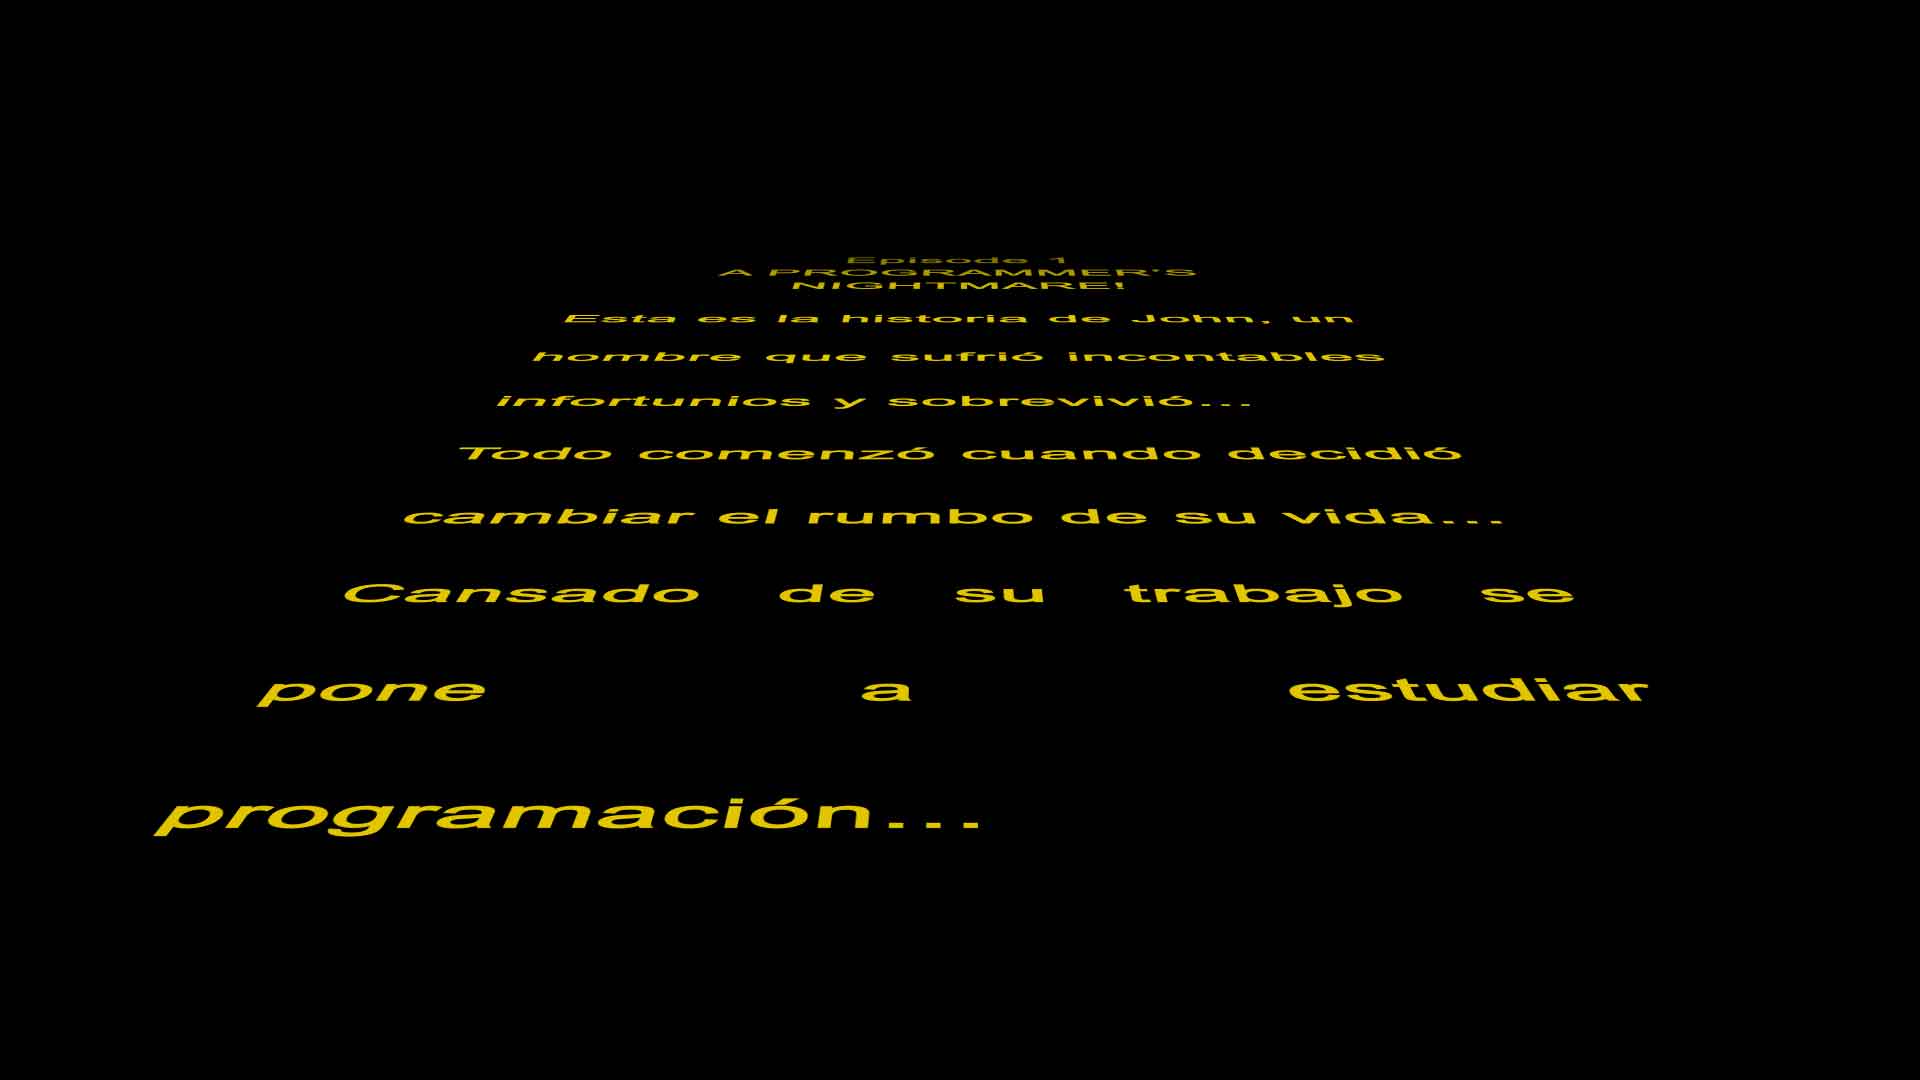 Episode 1
A PROGRAMMER'S
NIGHTMARE!
Esta es la historia de John, un
hombre que sufrió incontables
infortunios y sobrevivió...
Todo comenzó cuando decidió
cambiar el rumbo de su vida...
Cansado de su trabajo se
pone a estudiar
programación...